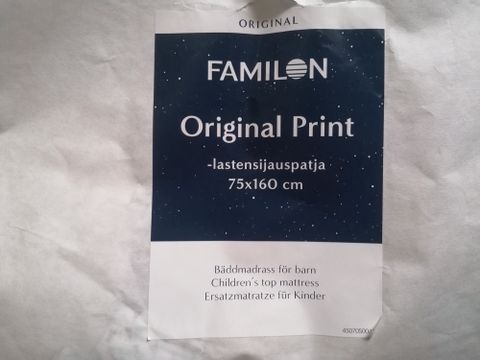 ORIGINAL
FAMILON
Original Print
-lastensijauspatja
75x160 cm
Bäddmadrass för barn
Children´s top mattress
Ersatzmatratze für Kinder